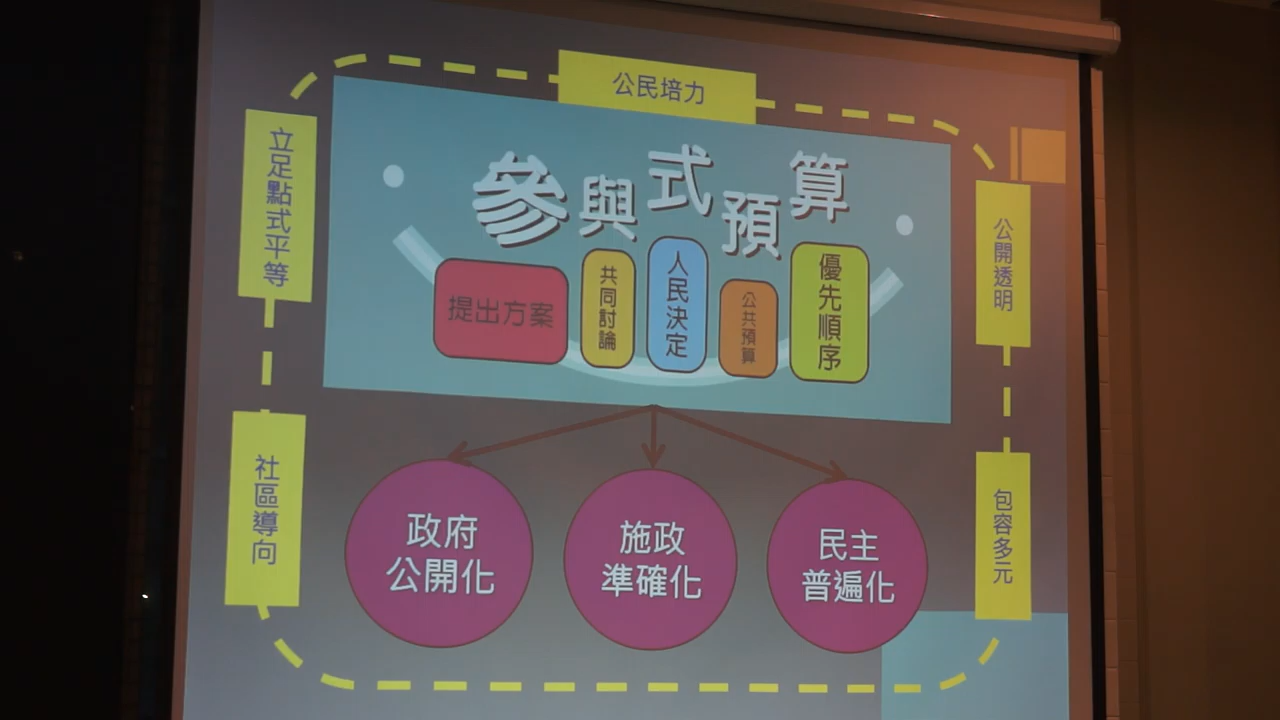 公民培力
立足點式平等
參與式預算
公開透明
提出方案
共同討論
人民決定
公共預算
優先順序
社區導向
包容多元
政府
公開化
施政
準確化
民主
普遍化